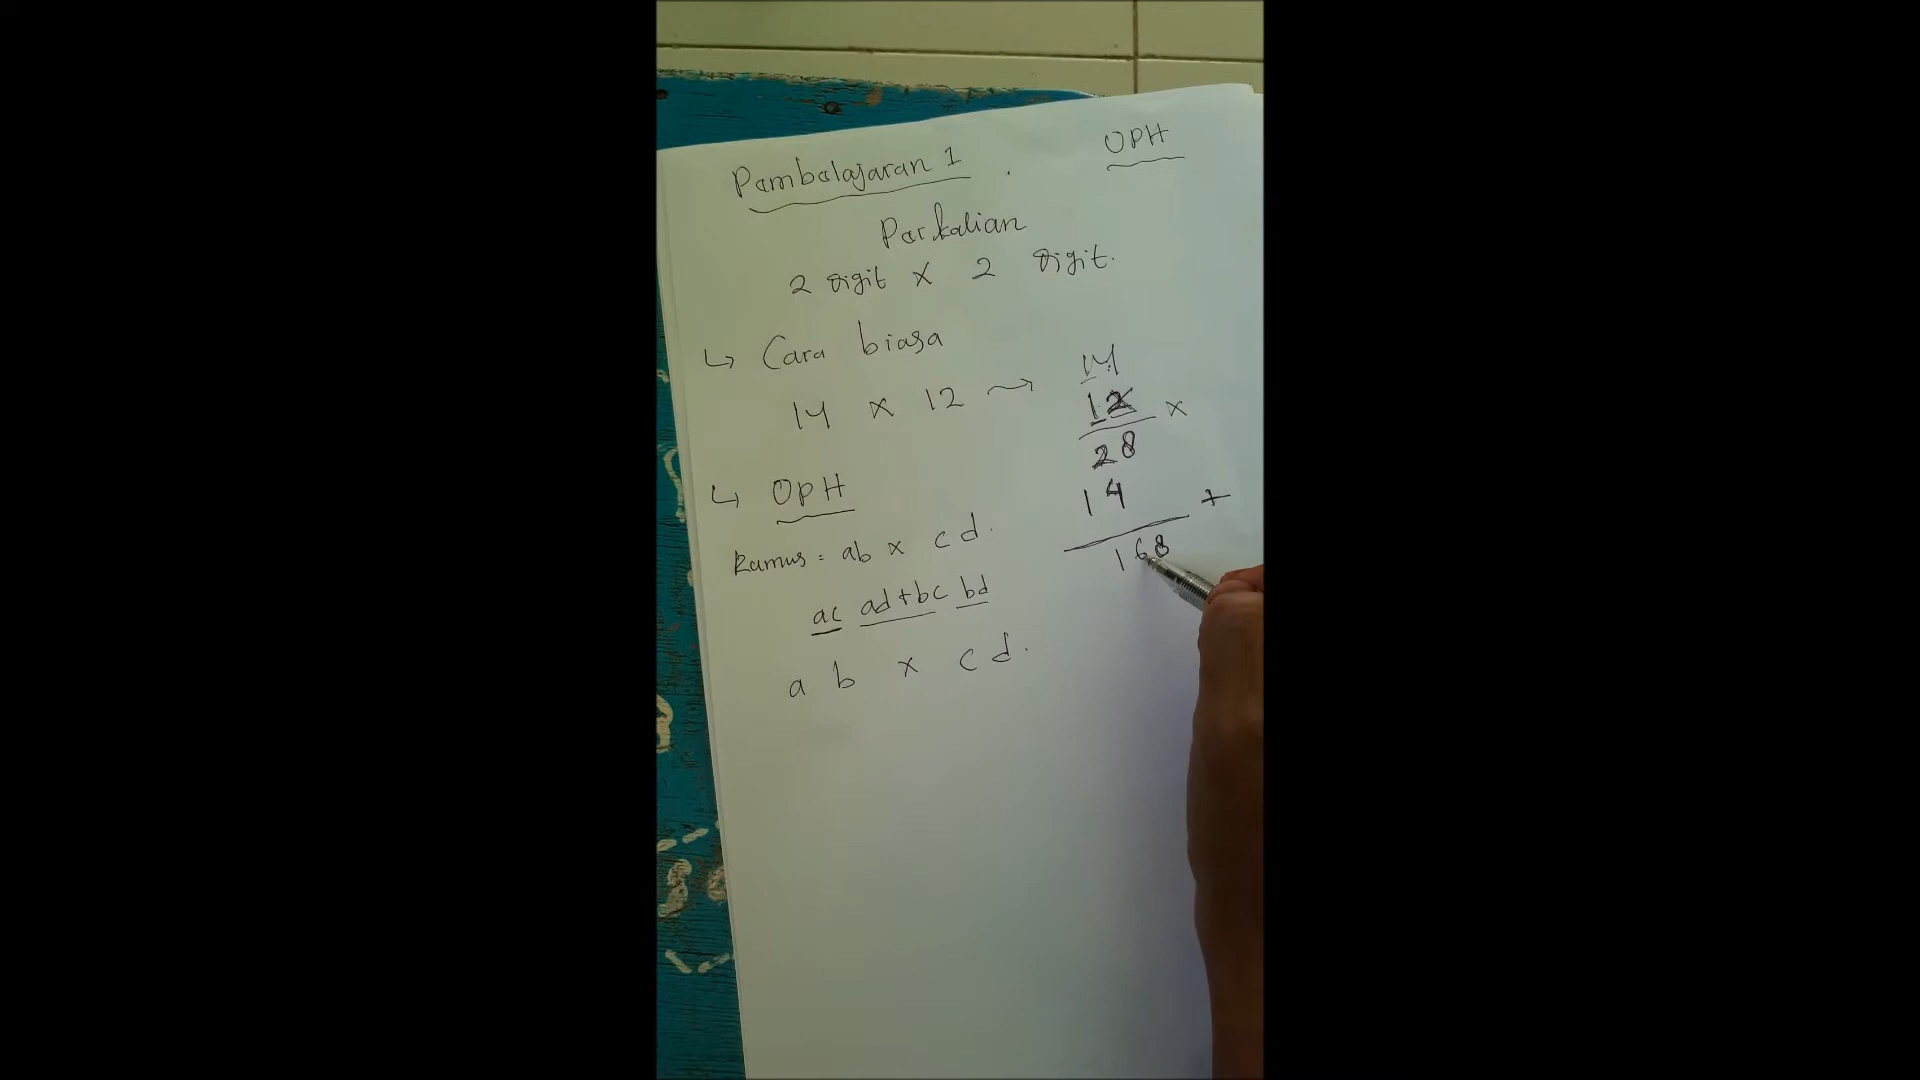 Pembelajaran 1.
OPH
Perkalian
2 digit x 2 digit.
↳ Cara biasa
14 x 12 →
14
12 x
28
14 +
168
↳ OPH
Rumus = ab x cd.
ac ad+bc bd
a b x c d.